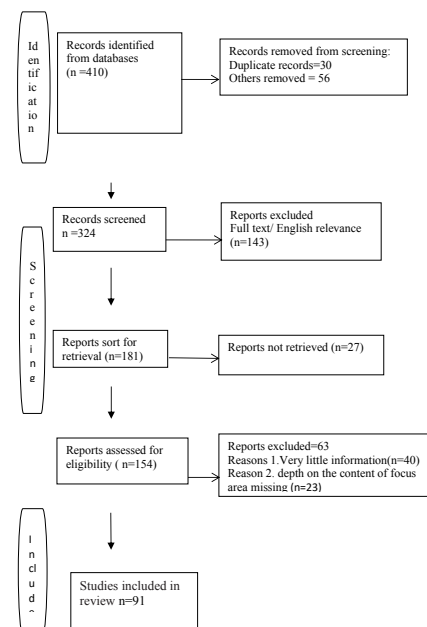 Id
en
tif
ic
at
io
n
Records identified
from databases
(n =410)
Records removed from screening:
Duplicate records=30
Others removed = 56
S
c
r
e
e
n
i
n
g
Records screened
n =324
Reports excluded
Full text/ English relevance
(n=143)
Reports sort for
retrieval (n=181)
Reports not retrieved (n=27)
Reports assessed for
eligibility ( n=154)
Reports excluded=63
Reasons 1.Very little information(n=40)
Reason 2. depth on the content of focus
area missing (n=23)
I
n
cl
u
d
Studies included in
review n=91